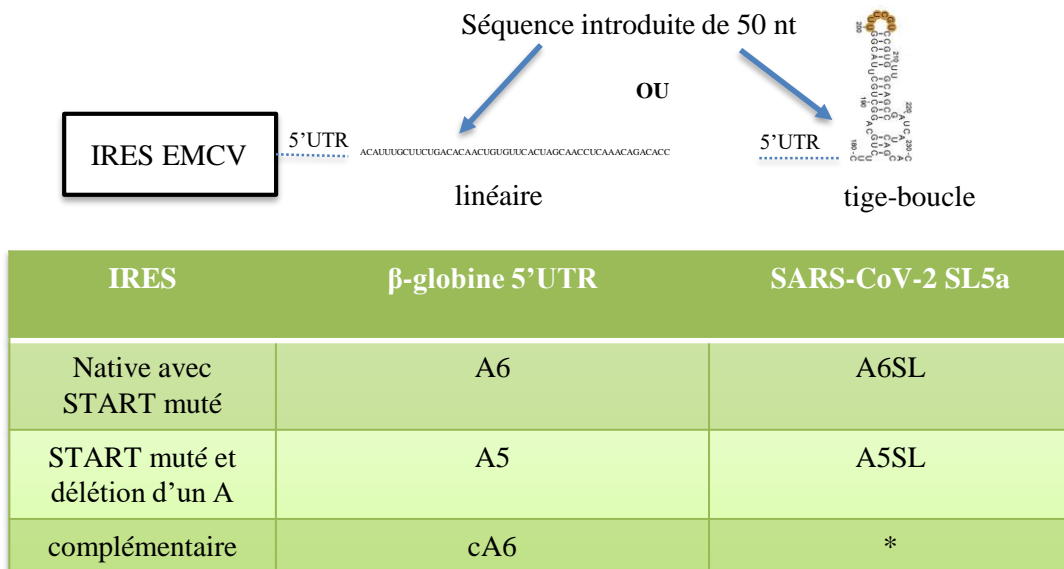 Séquence introduite de 50 nt
OU
IRES EMCV
5’UTR
ACAUUUGCUUCUGACACAACUGUGUUCACUAGCAACCUCAAACAGACACC
5’UTR
linéaire
tige-boucle
IRES
β-globine 5’UTR
SARS-CoV-2 SL5a
Native avec
START muté
A6
A6SL
START muté et
délétion d’un A
A5
A5SL
complémentaire
cA6
*